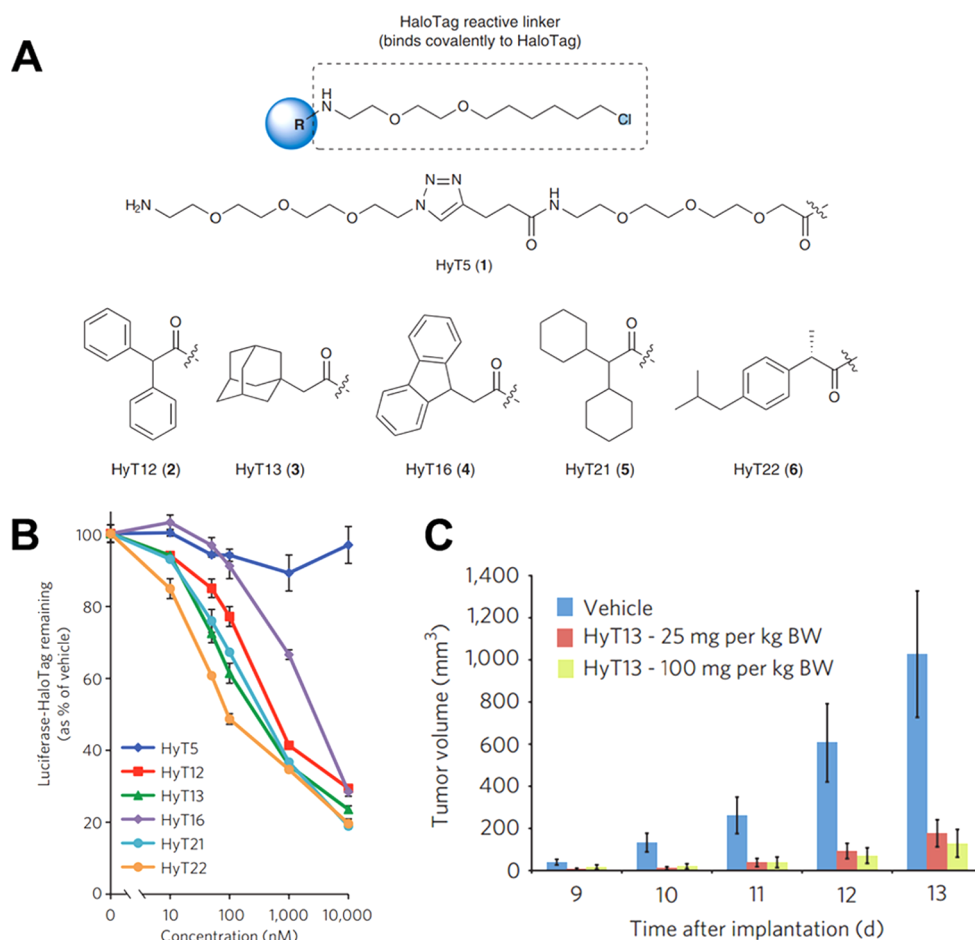 A
HaloTag reactive linker
(binds covalently to HaloTag)
R
H
N
O
O
Cl
H2N
O
O
O
N=N
N
O
H
N
O
O
O
O
HyT5 (1)
O
O
O
O
O
HyT12 (2)
HyT13 (3)
HyT16 (4)
HyT21 (5)
HyT22 (6)
B
Luciferase-HaloTag remaining
(as % of vehicle)
100
80
60
40
20
0
HyT5
HyT12
HyT13
HyT16
HyT21
HyT22
0
10
100
1,000
10,000
Concentration (nM)
C
Tumor volume (mm3)
1,400
1,200
1,000
800
600
400
200
0
Vehicle
HyT13 - 25 mg per kg BW
HyT13 - 100 mg per kg BW
9
10
11
12
13
Time after implantation (d)